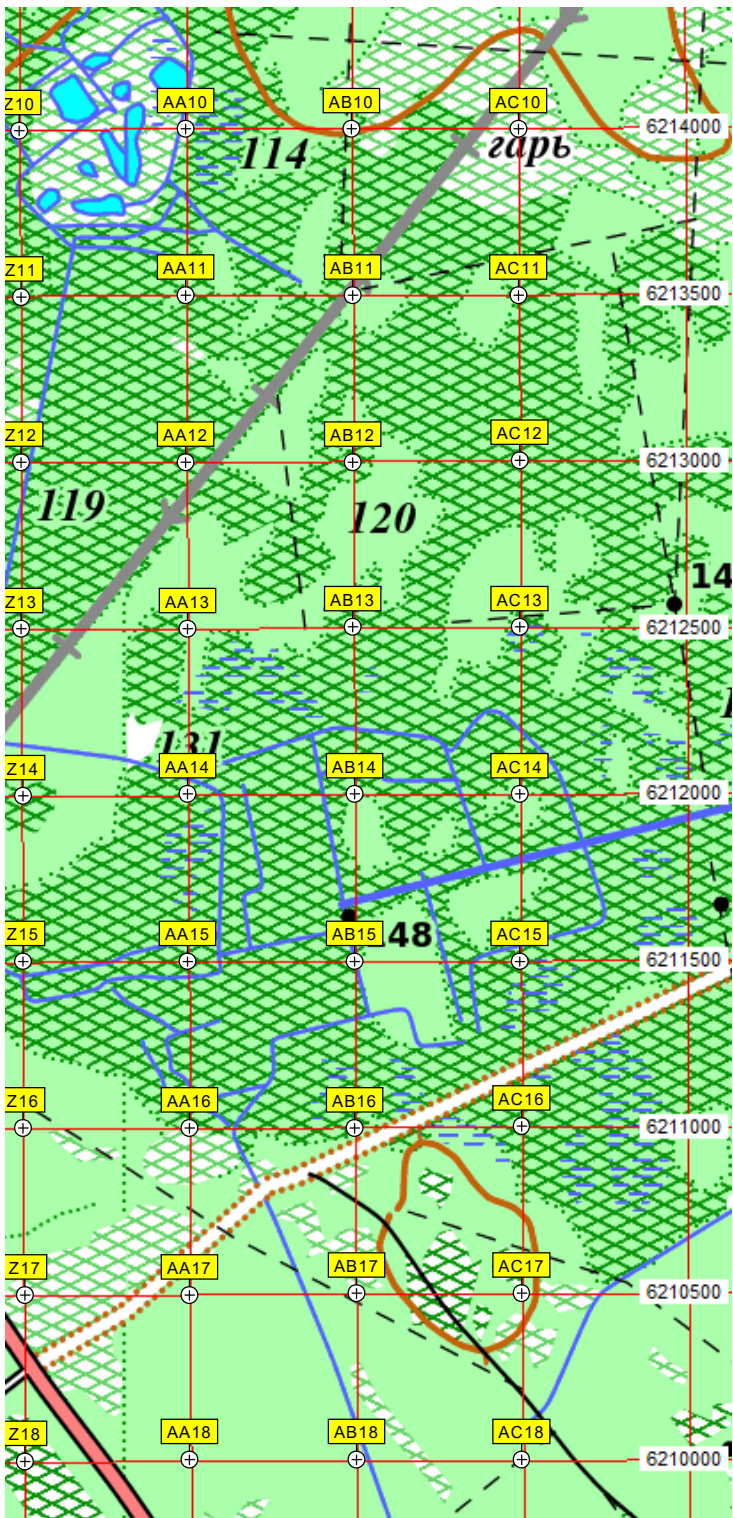 Z10 AA10 AB10 AC10 6214000
114 гарь
Z11 AA11 AB11 AC11 6213500
Z12 AA12 AB12 AC12 6213000
119 120
14
Z13 AA13 AB13 AC13 6212500
131
Z14 AA14 AB14 AC14 6212000
Z15 AA15 AB15 48 AC15 6211500
Z16 AA16 AB16 AC16 6211000
Z17 AA17 AB17 AC17 6210500
Z18 AA18 AB18 AC18 6210000